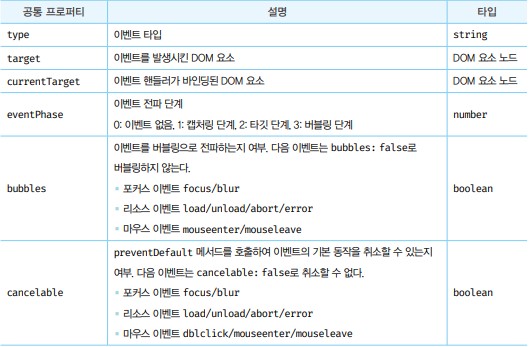 공통 프로퍼티 설명 타입
type 이벤트 타입 string
target 이벤트를 발생시킨 DOM 요소 DOM 요소 노드
currentTarget 이벤트 핸들러가 바인딩된 DOM 요소 DOM 요소 노드
eventPhase 이벤트 전파 단계 number
0: 이벤트 없음, 1: 캡처링 단계, 2: 타깃 단계, 3: 버블링 단계
bubbles 이벤트를 버블링으로 전파하는지 여부. 다음 이벤트는 bubbles: false로 boolean
버블링하지 않는다.
• 포커스 이벤트 focus/blur
• 리소스 이벤트 load/unload/abort/error
• 마우스 이벤트 mouseenter/mouseleave
cancelable preventDefault 메서드를 호출하여 이벤트의 기본 동작을 취소할 수 있는지 boolean
여부. 다음 이벤트는 cancelable: false로 취소할 수 없다.
• 포커스 이벤트 focus/blur
• 리소스 이벤트 load/unload/abort/error
• 마우스 이벤트 dblclick/mouseenter/mouseleave